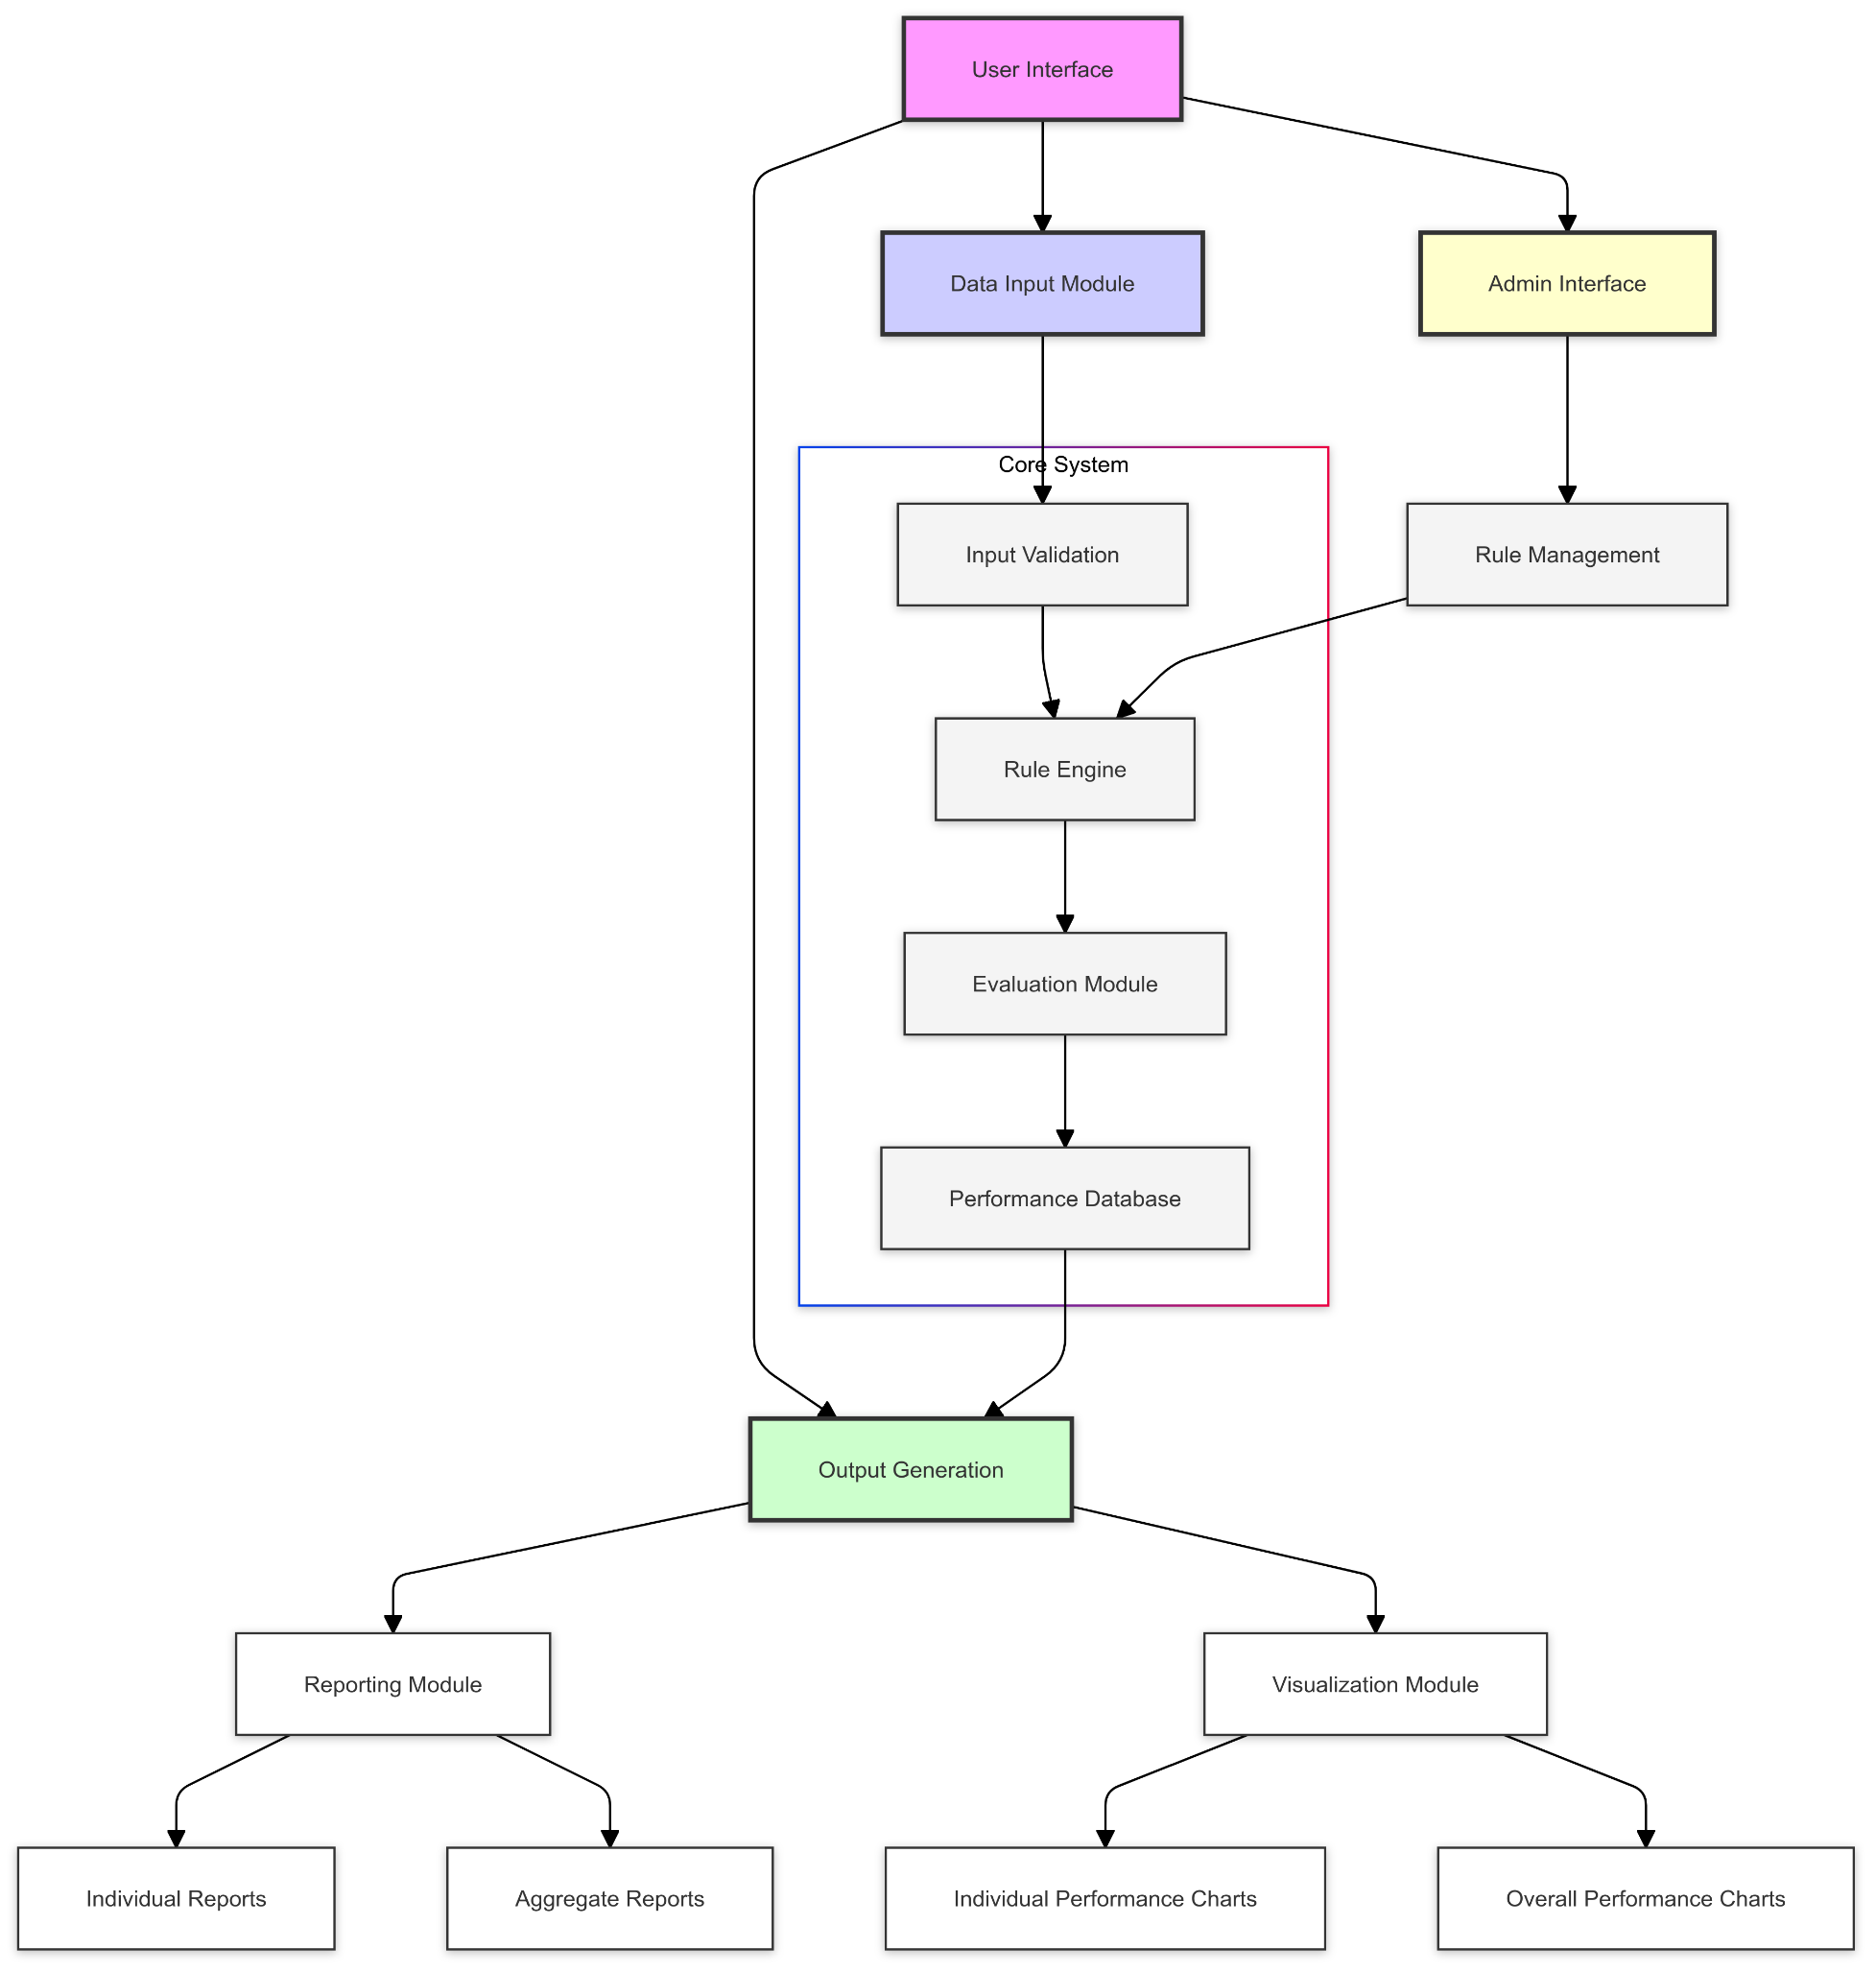 User Interface
Data Input Module
Admin Interface
Core System
Input Validation
Rule Management
Rule Engine
Evaluation Module
Performance Database
Output Generation
Reporting Module
Visualization Module
Individual Reports
Aggregate Reports
Individual Performance Charts
Overall Performance Charts